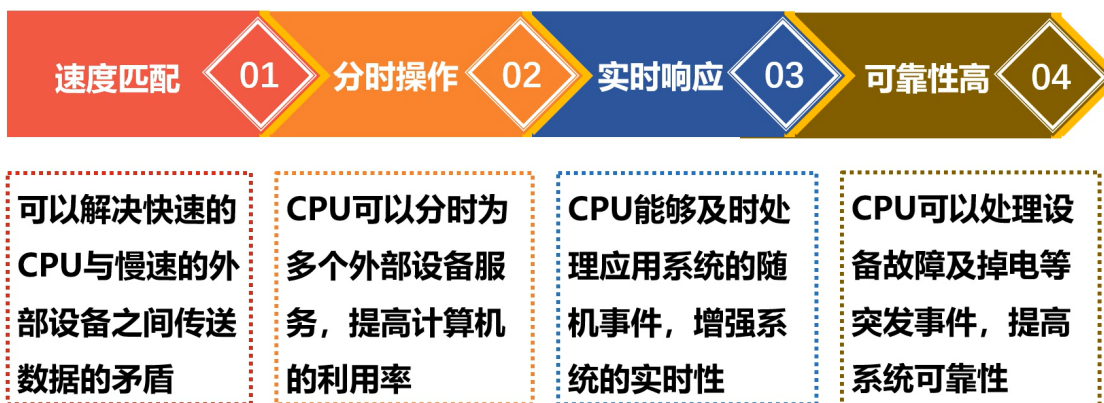 速度匹配 01
分时操作 02
实时响应 03
可靠性高 04
可以解决快速的
CPU与慢速的外
部设备之间传送
数据的矛盾
CPU可以分时为
多个外部设备服
务，提高计算机
的利用率
CPU能够及时处
理应用系统的随
机事件，增强系
统的实时性
CPU可以处理设
备故障及掉电等
突发事件，提高
系统可靠性